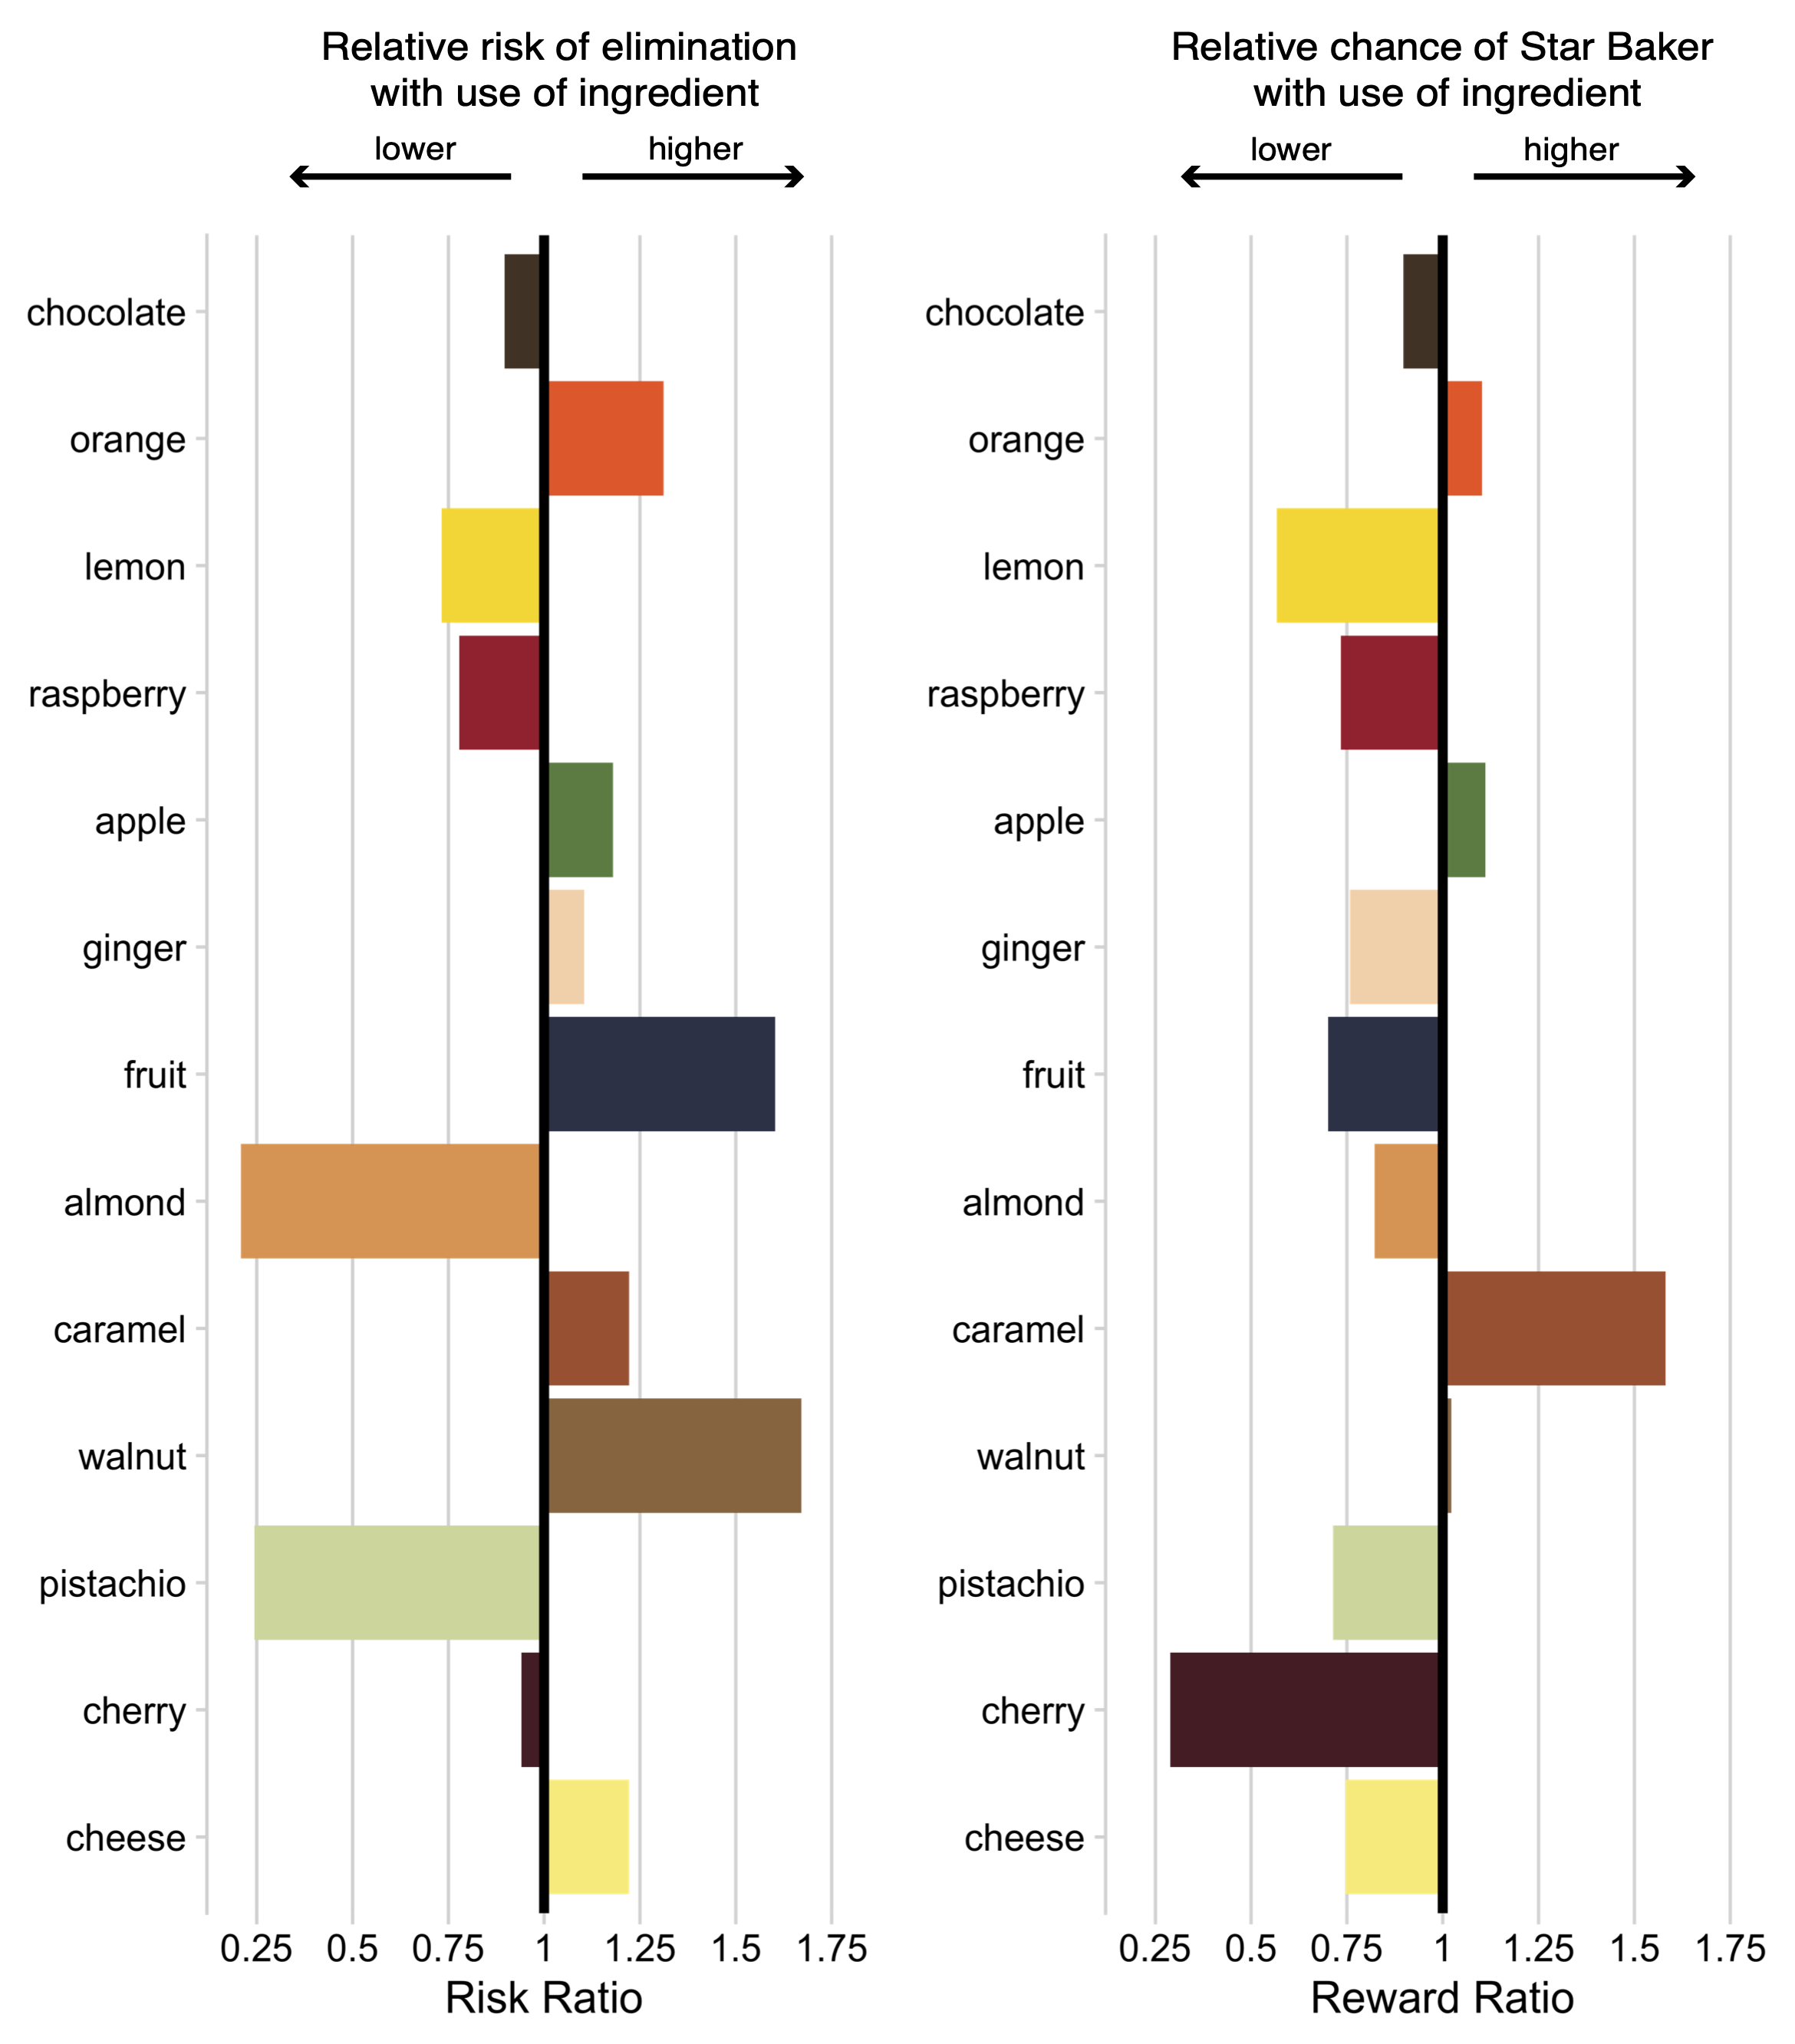 Relative risk of elimination
with use of ingredient
lower higher
chocolate
orange
lemon
raspberry
apple
ginger
fruit
almond
caramel
walnut
pistachio
cherry
cheese
0.25 0.5 0.75 1 1.25 1.5 1.75
Risk Ratio
Relative chance of Star Baker
with use of ingredient
lower higher
chocolate
orange
lemon
raspberry
apple
ginger
fruit
almond
caramel
walnut
pistachio
cherry
cheese
0.25 0.5 0.75 1 1.25 1.5 1.75
Reward Ratio